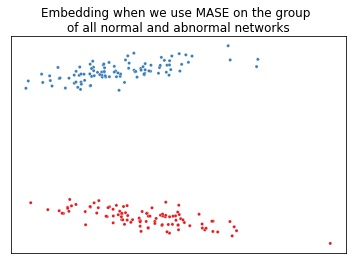 Embedding when we use MASE on the group
of all normal and abnormal networks